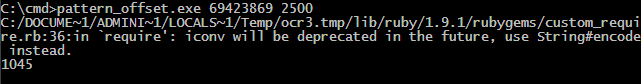 C:\cmd>pattern_offset.exe 69423869 2500
C:/DOCUME~1/ADMINI~1/LOCALS~1/Temp/ocr3.tmp/lib/ruby/1.9.1/rubygems/custom_requi
re.rb:36:in `require': iconv will be deprecated in the future, use String#encode
 instead.
1045